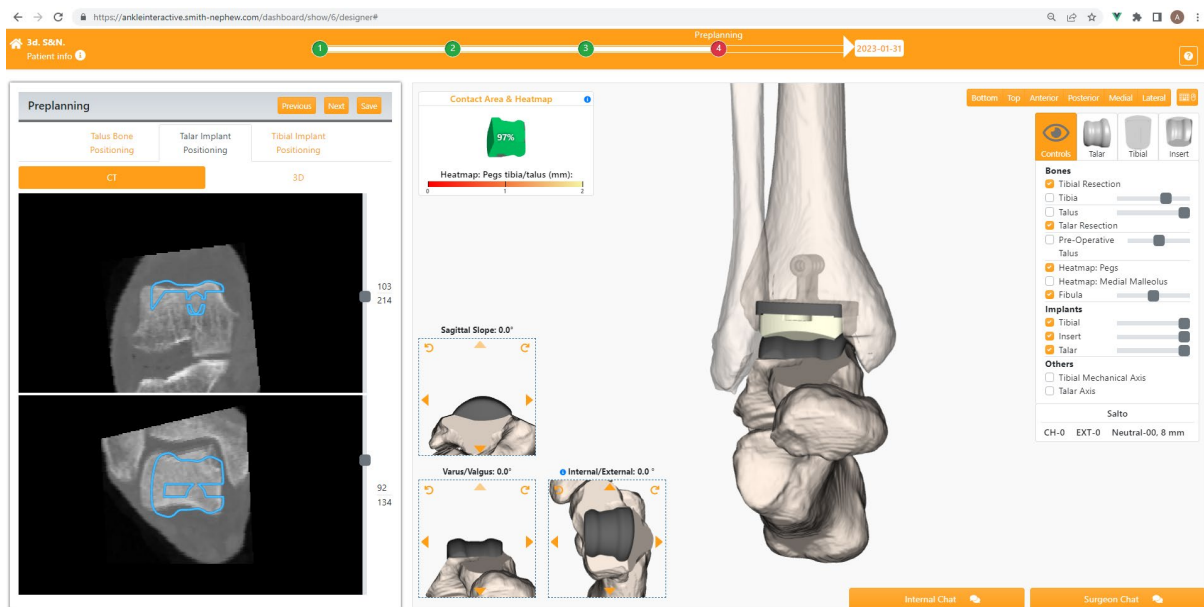 https://ankleinteractive.smith-nephew.com/dashboard/show/6/designer#
A
3d. S&N.
Patient info
1
2
3
Preplanning
4
2023-01-31
Preplanning
Previous Next Save
Talus Bone Positioning
Talar Implant Positioning
Tibial Implant Positioning
CT
3D
103
214
92
134
Contact Area & Heatmap
97%
Heatmap: Pegs tibia/talus (mm):
0 1 2
Sagittal Slope: 0.0°
Varus/Valgus: 0.0°
Internal/External: 0.0 °
Bottom Top Anterior Posterior Medial Lateral
Controls
Talar
Tibial
Insert
Bones
Tibial Resection
Tibia
Talus
Talar Resection
Pre-Operative
Talus
Heatmap: Pegs
Heatmap: Medial Malleolus
Fibula
Implants
Tibial
Insert
Talar
Others
Tibial Mechanical Axis
Talar Axis
Salto
CH-0 EXT-0 Neutral-00, 8 mm
Internal Chat
Surgeon Chat